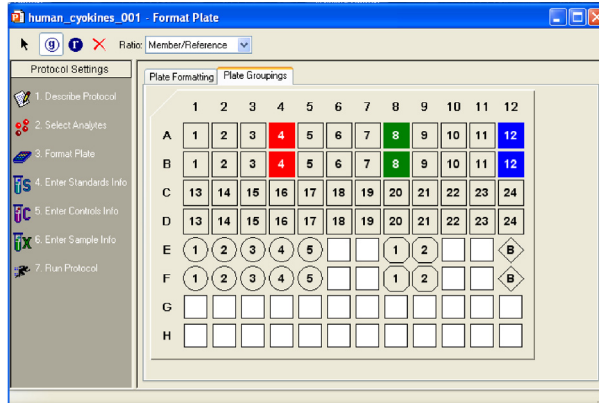 human_cyokines_001 - Format Plate
g r Ratio: Member/Reference
Protocol Settings
1. Describe Protocol
2. Select Analytes
3. Format Plate
4. Enter Standards Info
5. Enter Controls Info
6. Enter Sample Info
7. Run Protocol
Plate Formatting Plate Groupings
1 2 3 4 5 6 7 8 9 10 11 12
A 1 2 3 4 5 6 7 8 9 10 11 12
B 1 2 3 4 5 6 7 8 9 10 11 12
C 13 14 15 16 17 18 19 20 21 22 23 24
D 13 14 15 16 17 18 19 20 21 22 23 24
E 1 2 3 4 5 1 2 B
F 1 2 3 4 5 1 2 B
G
H